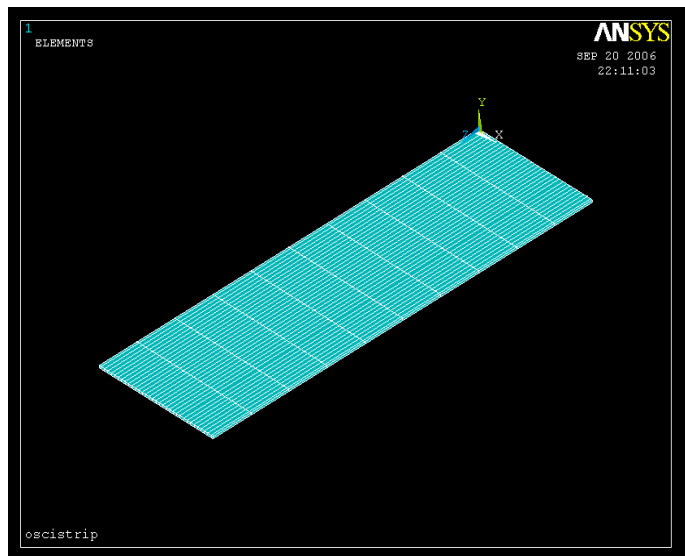 1
ELEMENTS
ANSYS
SEP 20 2006
22:11:03
Y
Z X
oscistrip